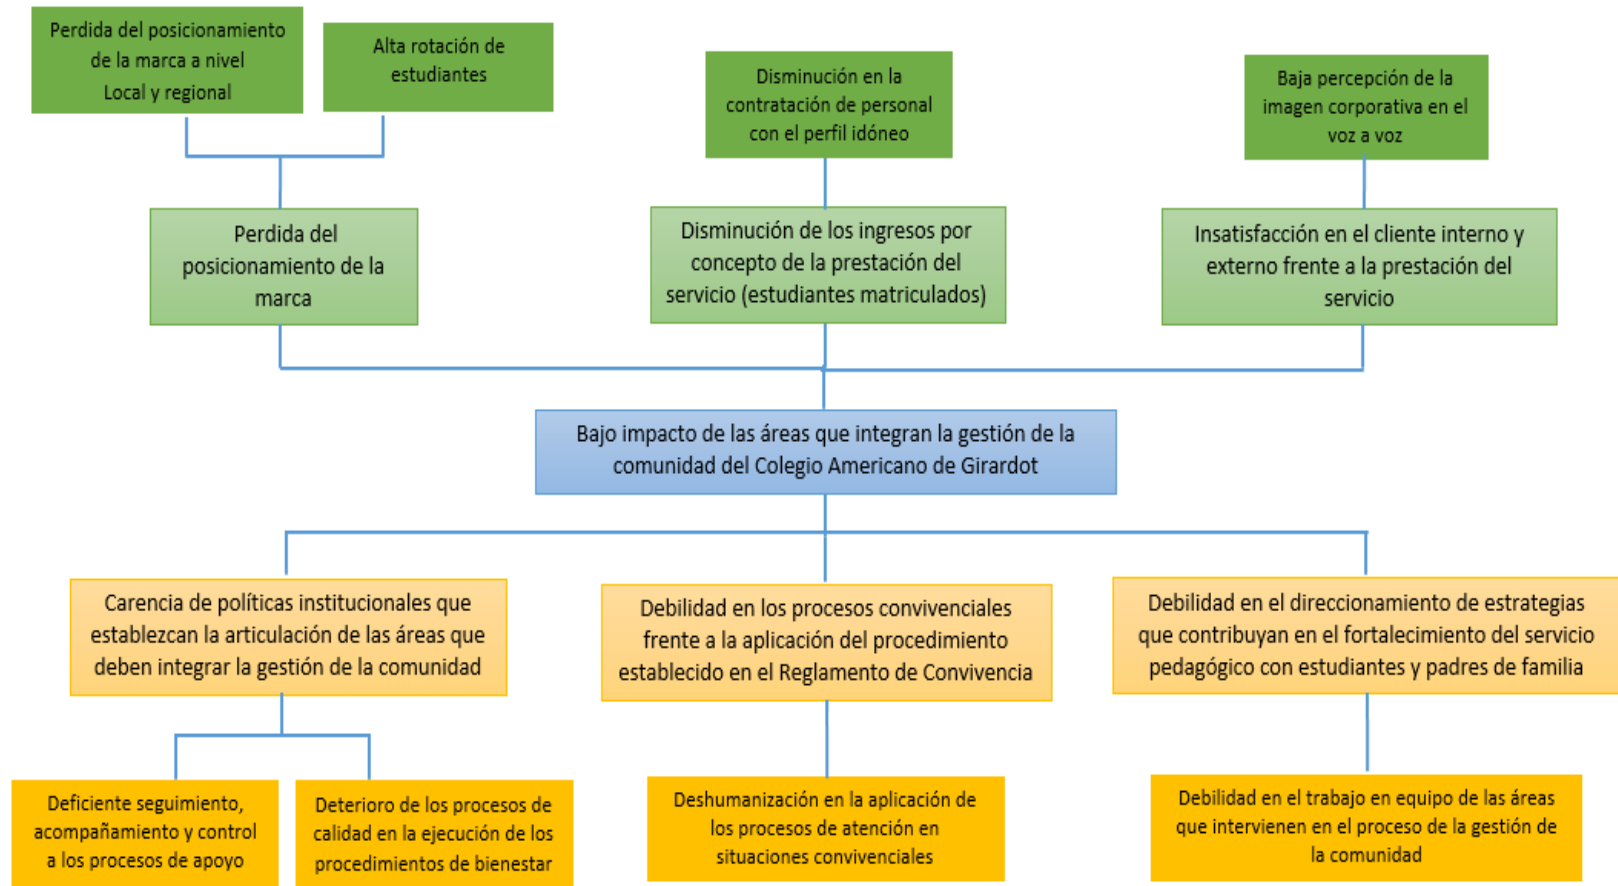 Perdida del posicionamiento
de la marca a nivel
Local y regional
Alta rotación de
estudiantes
Disminución en la
contratación de personal
con el perfil idóneo
Baja percepción de la
imagen corporativa en el
voz a voz
Perdida del
posicionamiento de la
marca
Disminución de los ingresos por
concepto de la prestación del
servicio (estudiantes matriculados)
Insatisfacción en el cliente interno y
externo frente a la prestación del
servicio
Bajo impacto de las áreas que integran la gestión de la
comunidad del Colegio Americano de Girardot
Carencia de políticas institucionales que
establezcan la articulación de las áreas que
deben integrar la gestión de la comunidad
Debilidad en los procesos convivenciales
frente a la aplicación del procedimiento
establecido en el Reglamento de Convivencia
Debilidad en el direccionamiento de estrategias
que contribuyan en el fortalecimiento del servicio
pedagógico con estudiantes y padres de familia
Deficiente seguimiento,
acompañamiento y control
a los procesos de apoyo
Deterioro de los procesos de
calidad en la ejecución de los
procedimientos de bienestar
Deshumanización en la aplicación de
los procesos de atención en
situaciones convivenciales
Debilidad en el trabajo en equipo de las áreas
que intervienen en el proceso de la gestión de
la comunidad